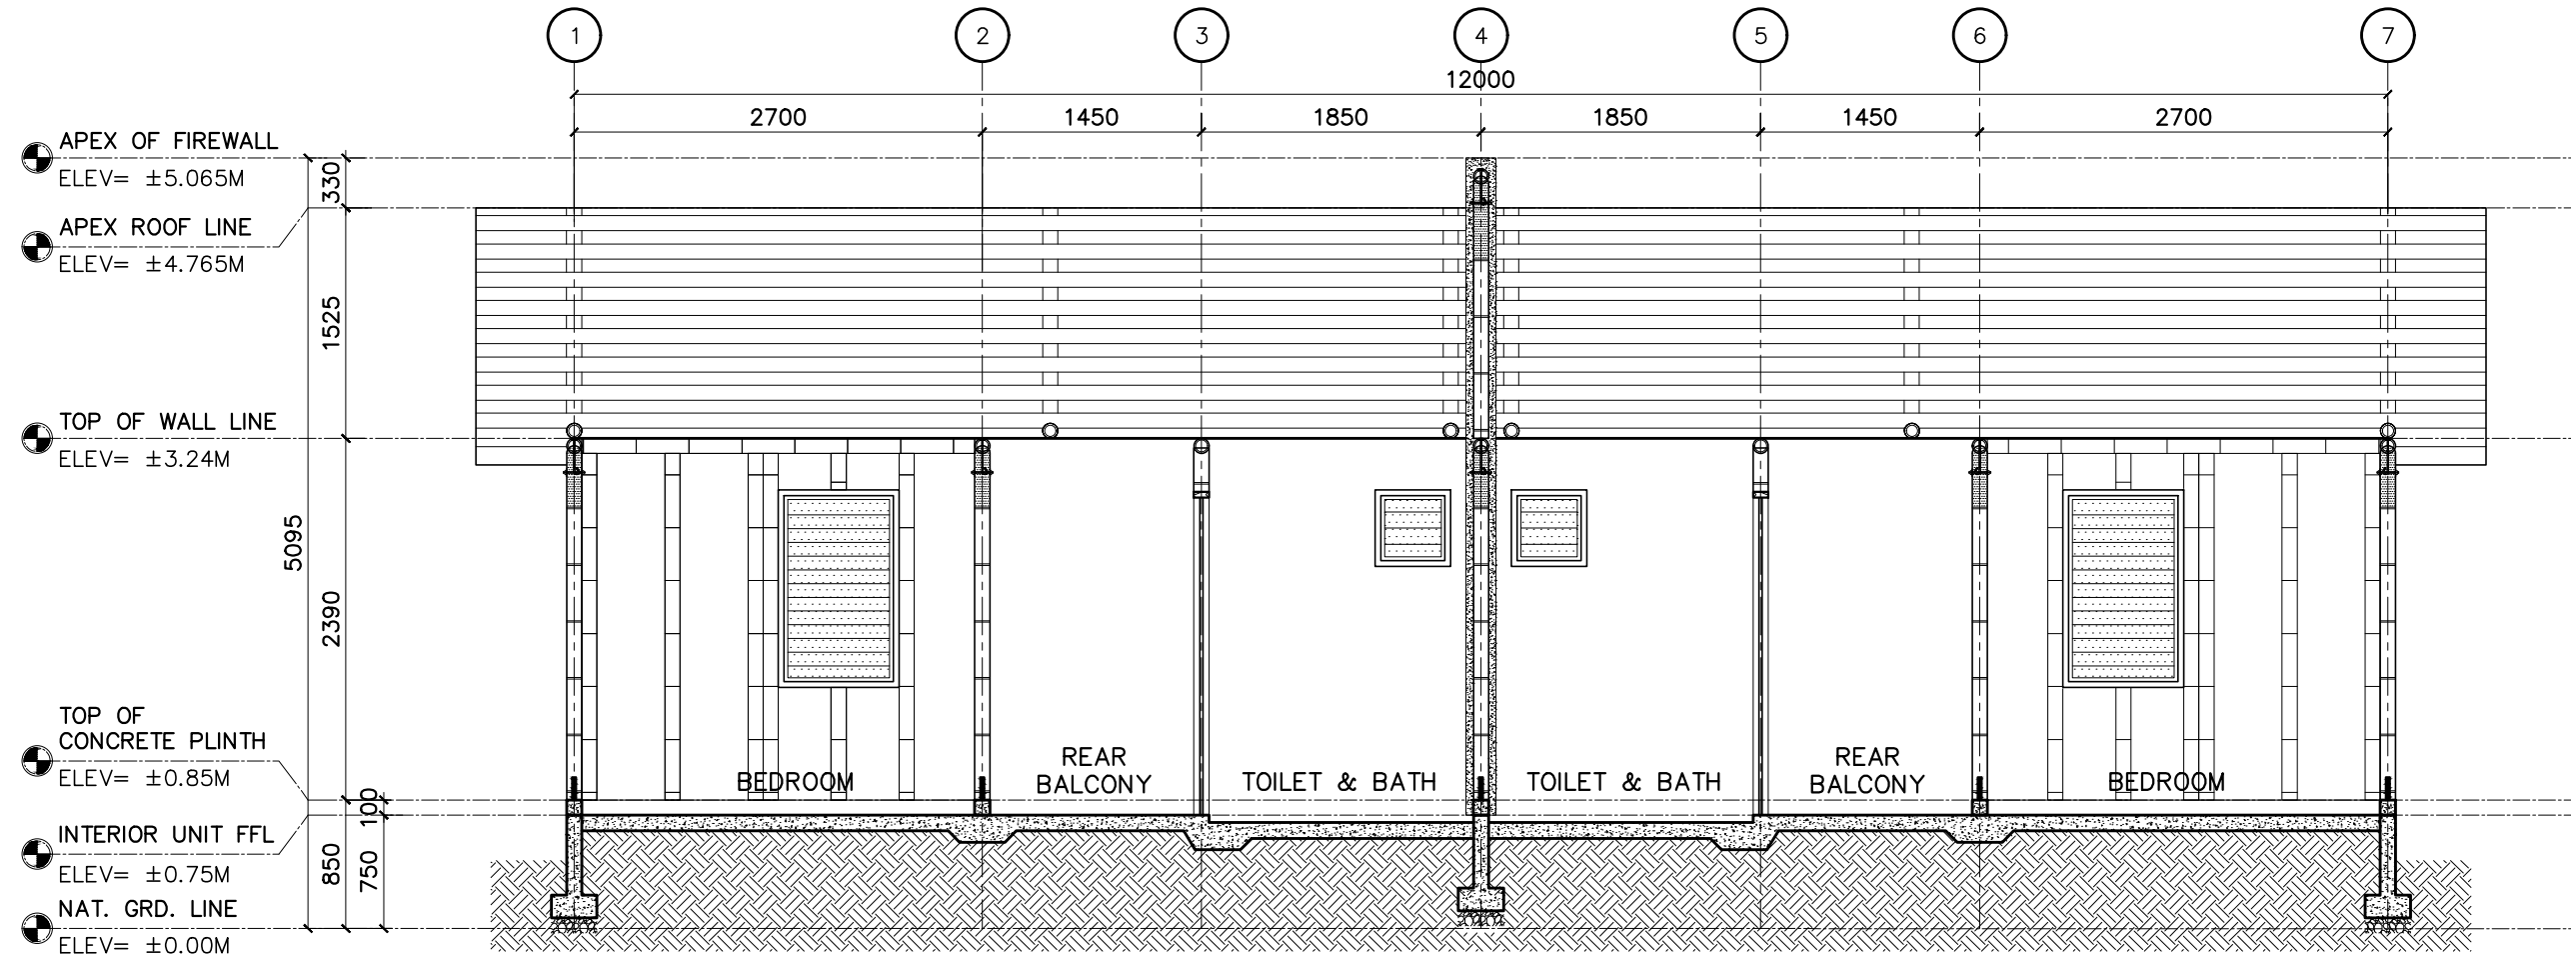 1
2
3
4
5
6
7
12000
2700
1450
1850
1850
1450
2700
APEX OF FIREWALL
ELEV= ±5.065M
APEX ROOF LINE
ELEV= ±4.765M
TOP OF WALL LINE
ELEV= ±3.24M
TOP OF
CONCRETE PLINTH
ELEV= ±0.85M
INTERIOR UNIT FFL
ELEV= ±0.75M
NAT. GRD. LINE
ELEV= ±0.00M
330
1525
5095
2390
100
850
750
BEDROOM
REAR
BALCONY
TOILET & BATH
TOILET & BATH
REAR
BALCONY
BEDROOM